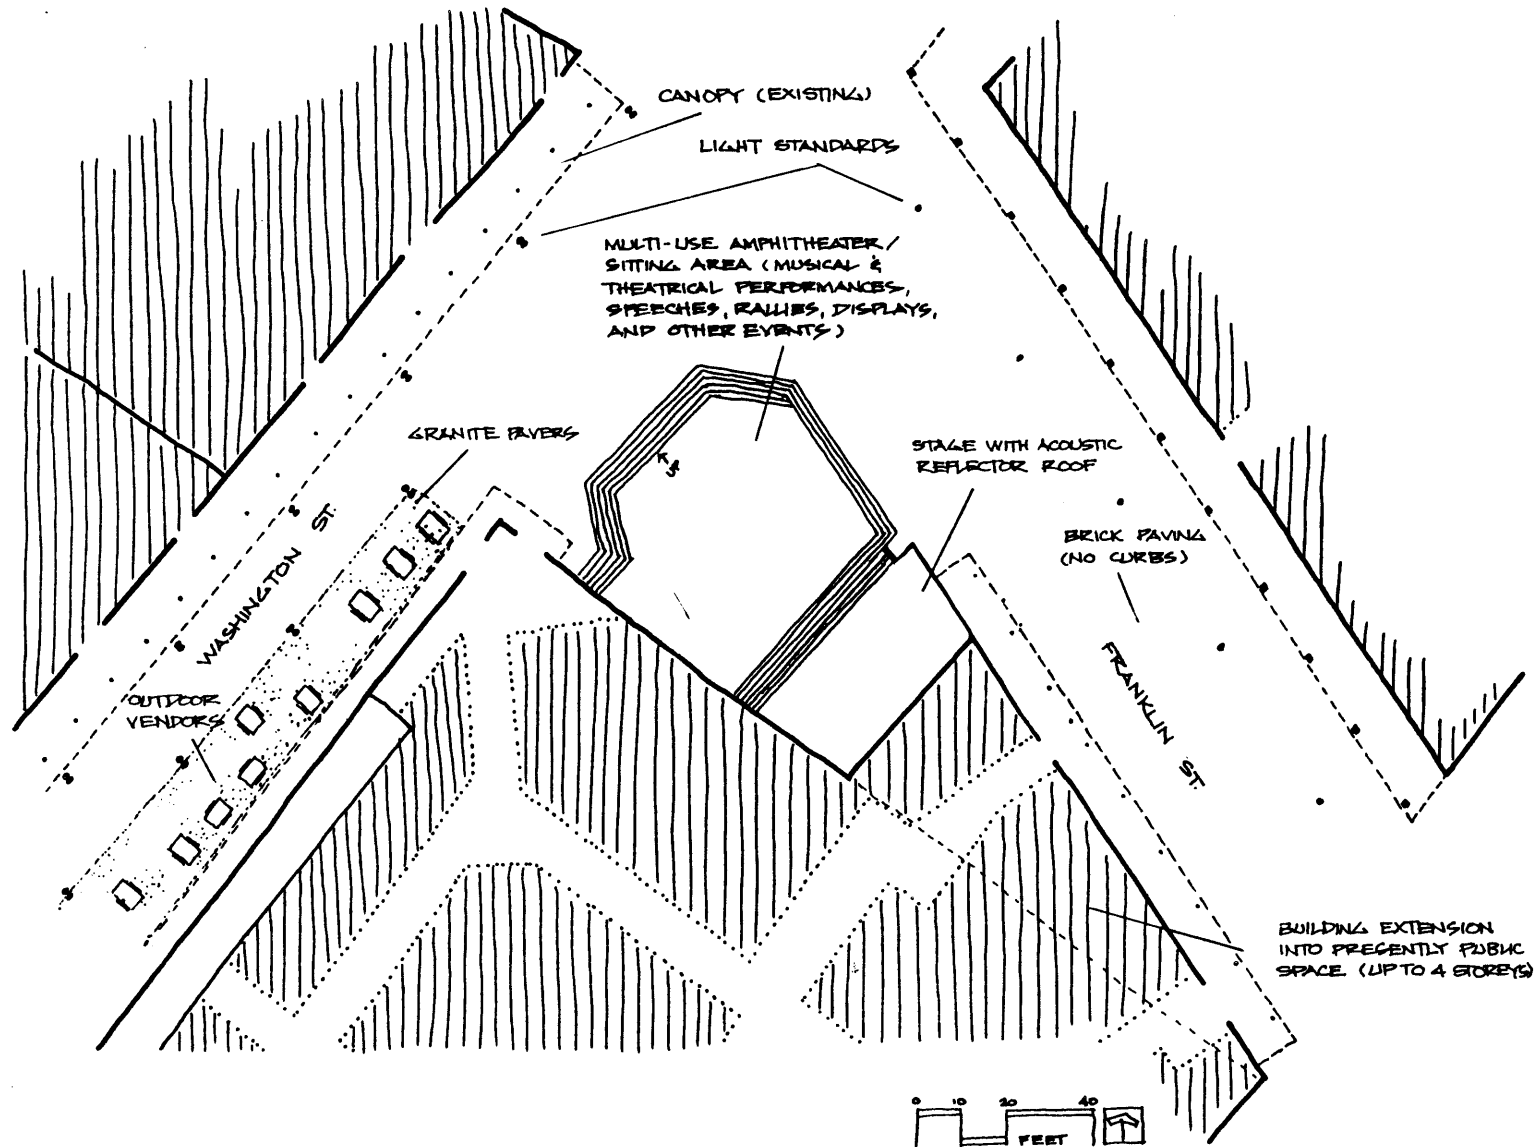 CANOPY (EXISTING)
LIGHT STANDARDS
MULTI-USE AMPHITHEATER/
SITTING AREA (MUSICAL &
THEATRICAL PERFORMANCES,
SPEECHES, RALLIES, DISPLAYS,
AND OTHER EVENTS)
GRANITE PAVERS
STAGE WITH ACOUSTIC
REFLECTOR ROOF
WASHINGTON ST.
BRICK PAVING
(NO CURBS)
FRANKLIN ST.
OUTDOOR
VENDORS
BUILDING EXTENSION
INTO PRESENTLY PUBLIC
SPACE (UP TO 4 STOREYS)
0 10 20 40
FEET